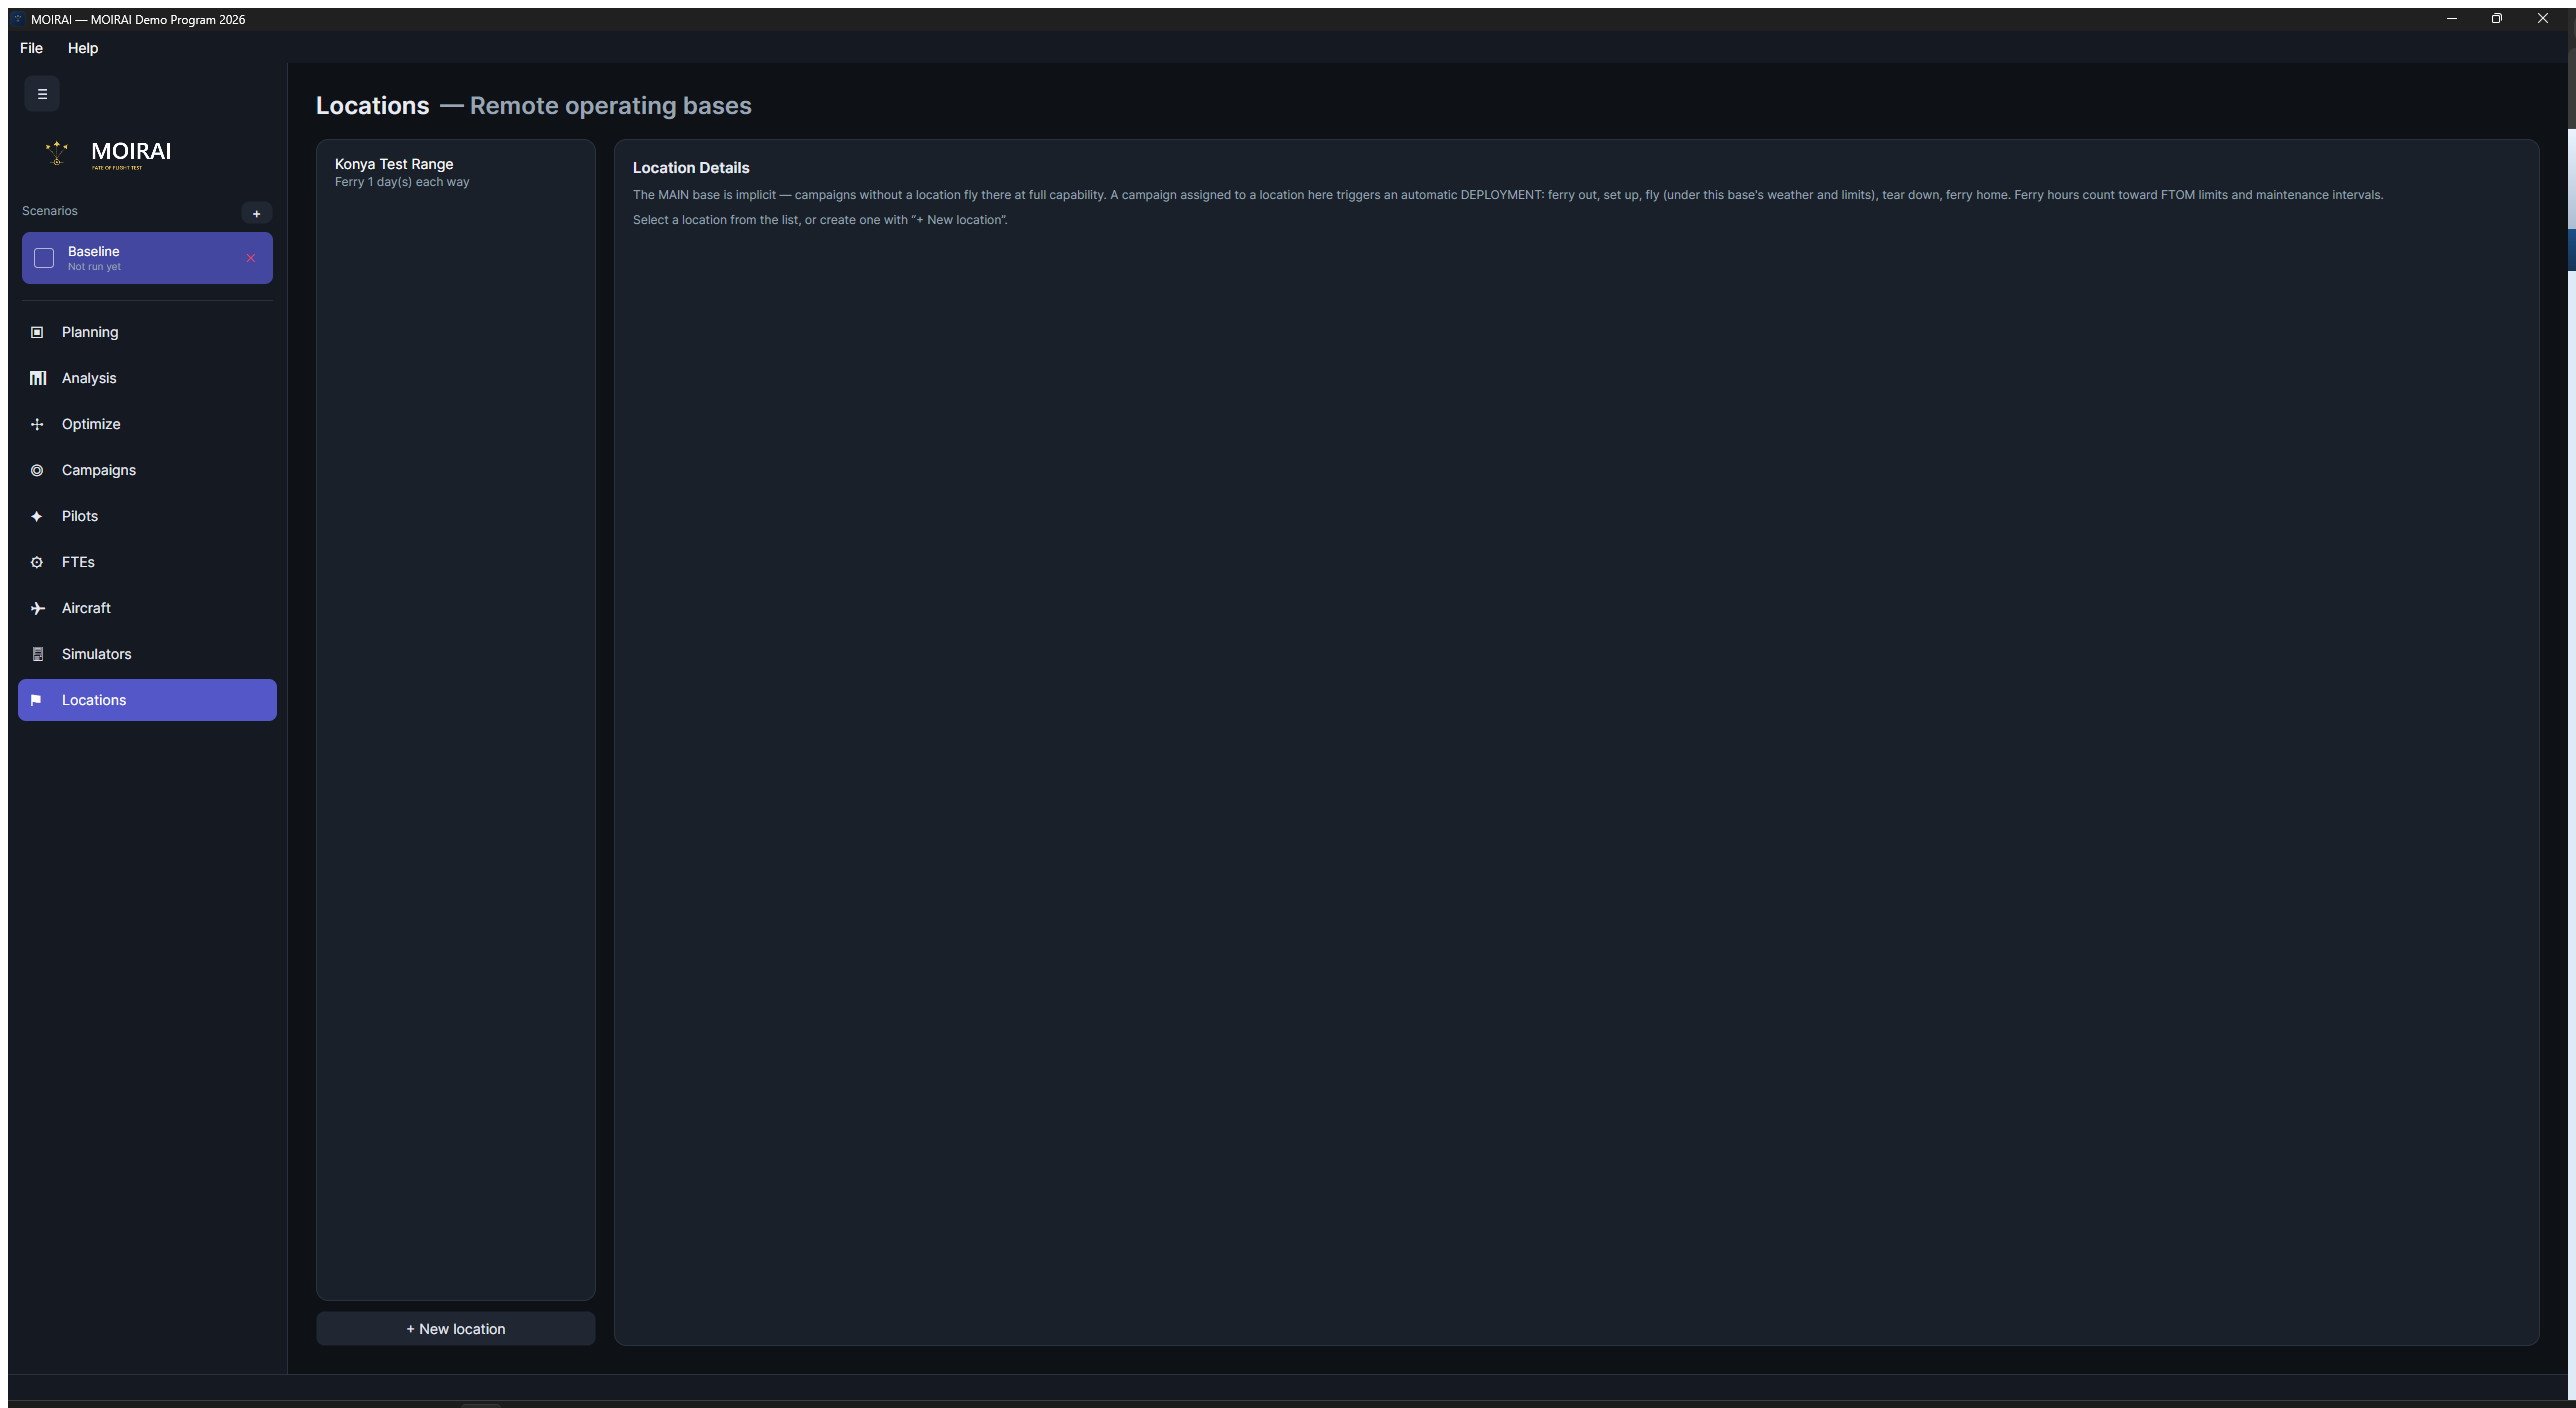 MOIRAI — MOIRAI Demo Program 2026
File Help
MOIRAI
FATE OF FLIGHT TEST
Scenarios
+
Baseline
Not run yet
Planning
Analysis
Optimize
Campaigns
Pilots
FTEs
Aircraft
Simulators
Locations
Locations — Remote operating bases
Konya Test Range
Ferry 1 day(s) each way
+ New location
Location Details
The MAIN base is implicit — campaigns without a location fly there at full capability. A campaign assigned to a location here triggers an automatic DEPLOYMENT: ferry out, set up, fly (under this base's weather and limits), tear down, ferry home. Ferry hours count toward FTOM limits and maintenance intervals.
Select a location from the list, or create one with “+ New location”.